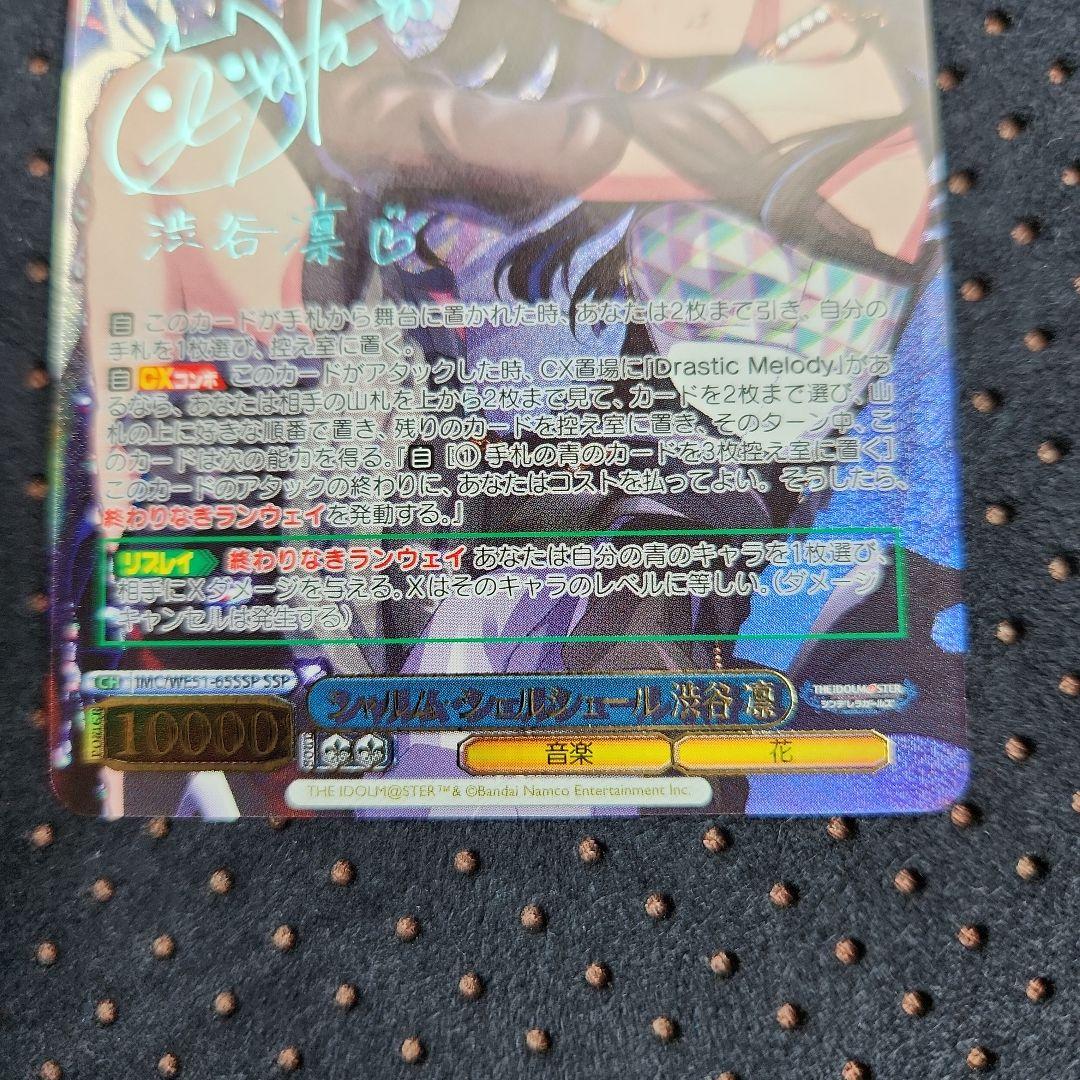 渋谷凛
自 このカードが手札から舞台に置かれた時、あなたは2枚まで引き、自分の
手札を1枚選び、控え室に置く。
自 CXコンボ このカードがアタックした時、CX置場に「Drastic Melody」があ
るなら、あなたは相手の山札を上から2枚まで見て、カードを2枚まで選び、山
札の上に好きな順番で置き、残りのカードを控え室に置き、そのターン中、こ
のカードは次の能力を得る。『自 [① 手札の青のカードを3枚控え室に置く]
このカードのアタックの終わりに、あなたはコストを払ってよい。そうしたら、
終わりなきランウェイを発動する。』
リプレイ 終わりなきランウェイ あなたは自分の青のキャラを1枚選び、
相手にXダメージを与える。Xはそのキャラのレベルに等しい。（ダメージ
キャンセルは発生する）
CH IMC/WE51-65SSP SSP
シャルム・シェルシュール 渋谷 凛
THE IDOLM@STER
シンデレラガールズ
10000
音楽
花
THE IDOLM@STER™& ©Bandai Namco Entertainment Inc.